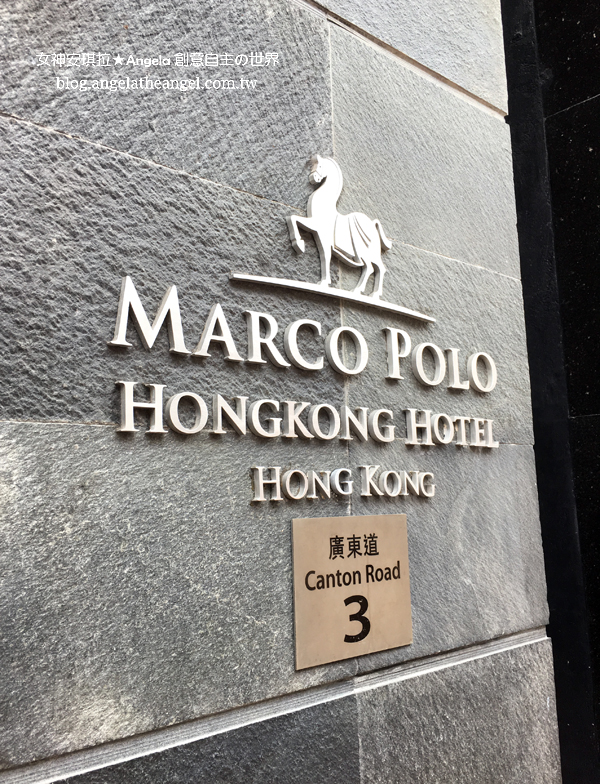 女神安琪拉★Angela 創意自主の世界
blog.angelatheangel.com.tw
MARCO POLO
HONGKONG HOTEL
HONG KONG
廣東道
Canton Road
3